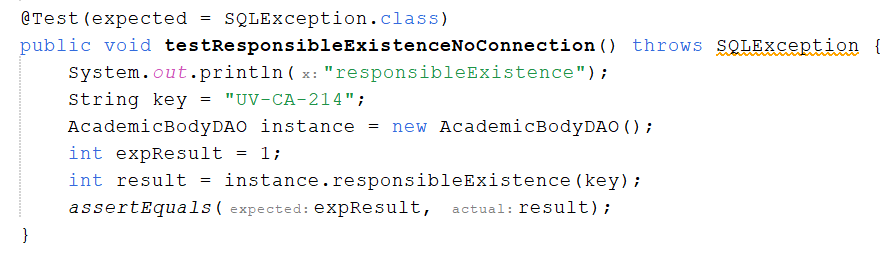 @Test(expected = SQLException.class)
public void testResponsibleExistenceNoConnection() throws SQLException {
System.out.println( x: "responsibleExistence");
String key = "UV-CA-214";
AcademicBodyDAO instance = new AcademicBodyDAO();
int expResult = 1;
int result = instance.responsibleExistence(key);
assertEquals( expected: expResult, actual: result);
}